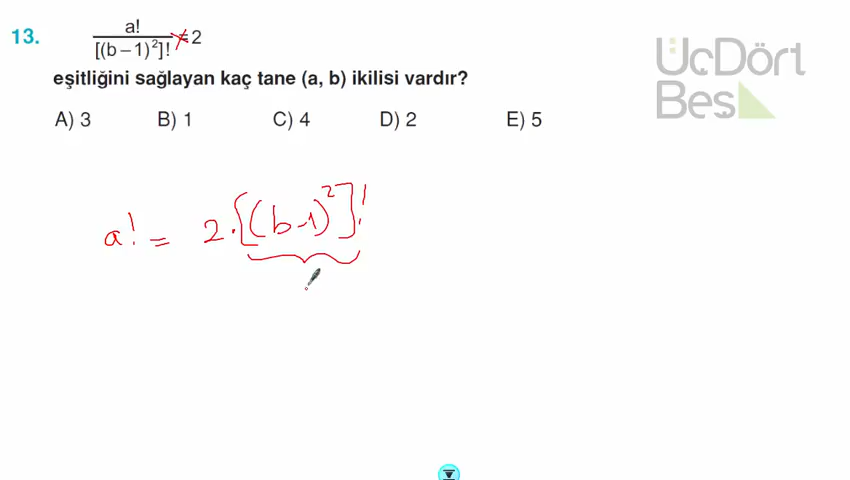 13. a! / [(b – 1)²]! = 2
eşitliğini sağlayan kaç tane (a, b) ikilisi vardır?
A) 3 B) 1 C) 4 D) 2 E) 5
ÜçDört
Beş
a! = 2·[(b-1)²]!